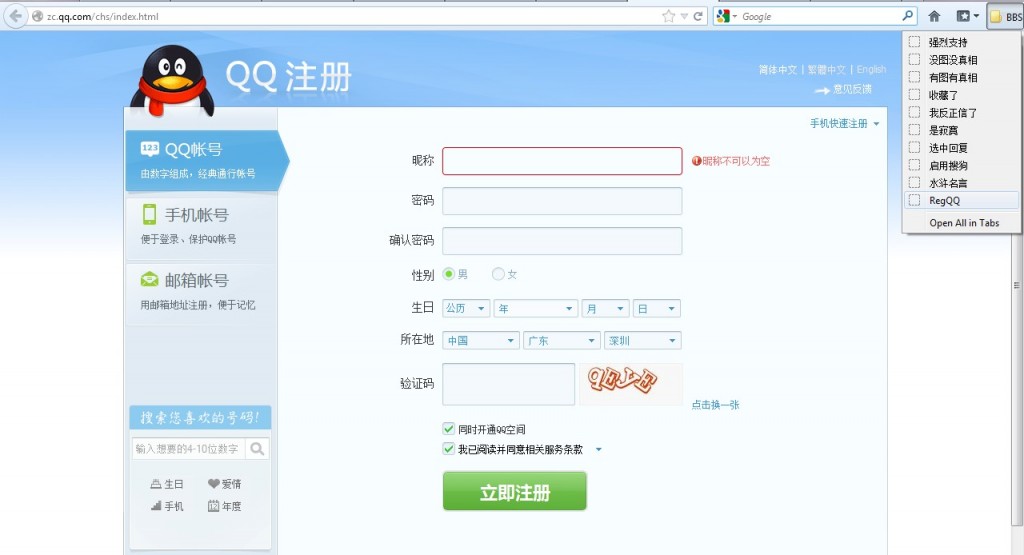 zc.qq.com/chs/index.html
Google
BBS
强烈支持
没图没真相
有图有真相
收藏了
我反正信了
是寂寞
选中回复
启用搜狗
水浒名言
RegQQ
Open All in Tabs
QQ 注册
简体中文 | 繁體中文 | English
意见反馈
手机快速注册
123 QQ帐号
由数字组成，经典通行帐号
手机帐号
便于登录、保护QQ帐号
邮箱帐号
用邮箱地址注册，便于记忆
搜索您喜欢的号码!
输入想要的4-10位数字
生日 爱情
手机 12 年度
昵称 昵称不可以为空
密码
确认密码
性别 男 女
生日 公历 年 月 日
所在地 中国 广东 深圳
验证码
点击换一张
同时开通QQ空间
我已阅读并同意相关服务条款
立即注册